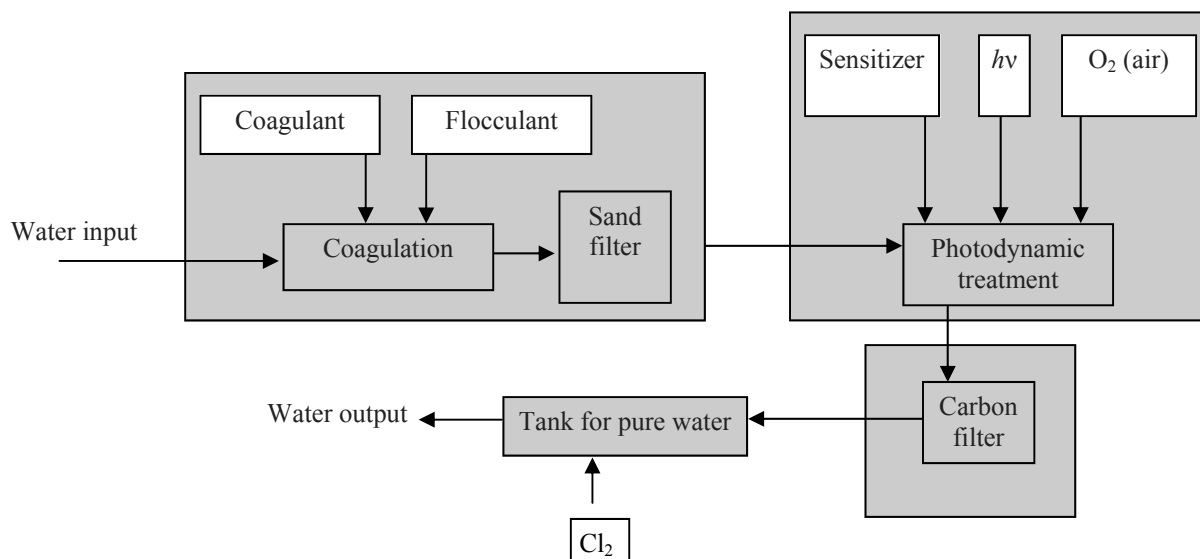 Sensitizer
hν
O₂ (air)
Coagulant
Flocculant
Water input
Coagulation
Sand
filter
Photodynamic
treatment
Water output
Tank for pure water
Carbon
filter
Cl₂